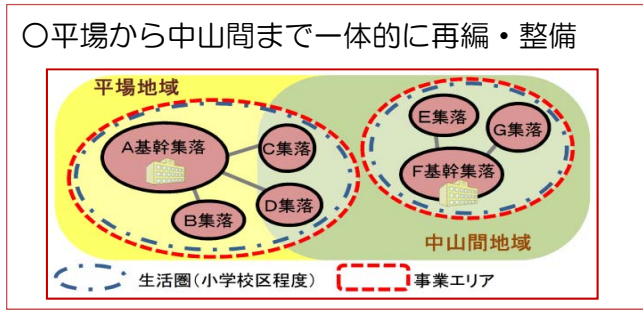 〇平場から中山間まで一体的に再編・整備
平場地域
A基幹集落
C集落
B集落
D集落
E集落
G集落
F基幹集落
中山間地域
生活圏(小学校区程度)
事業エリア